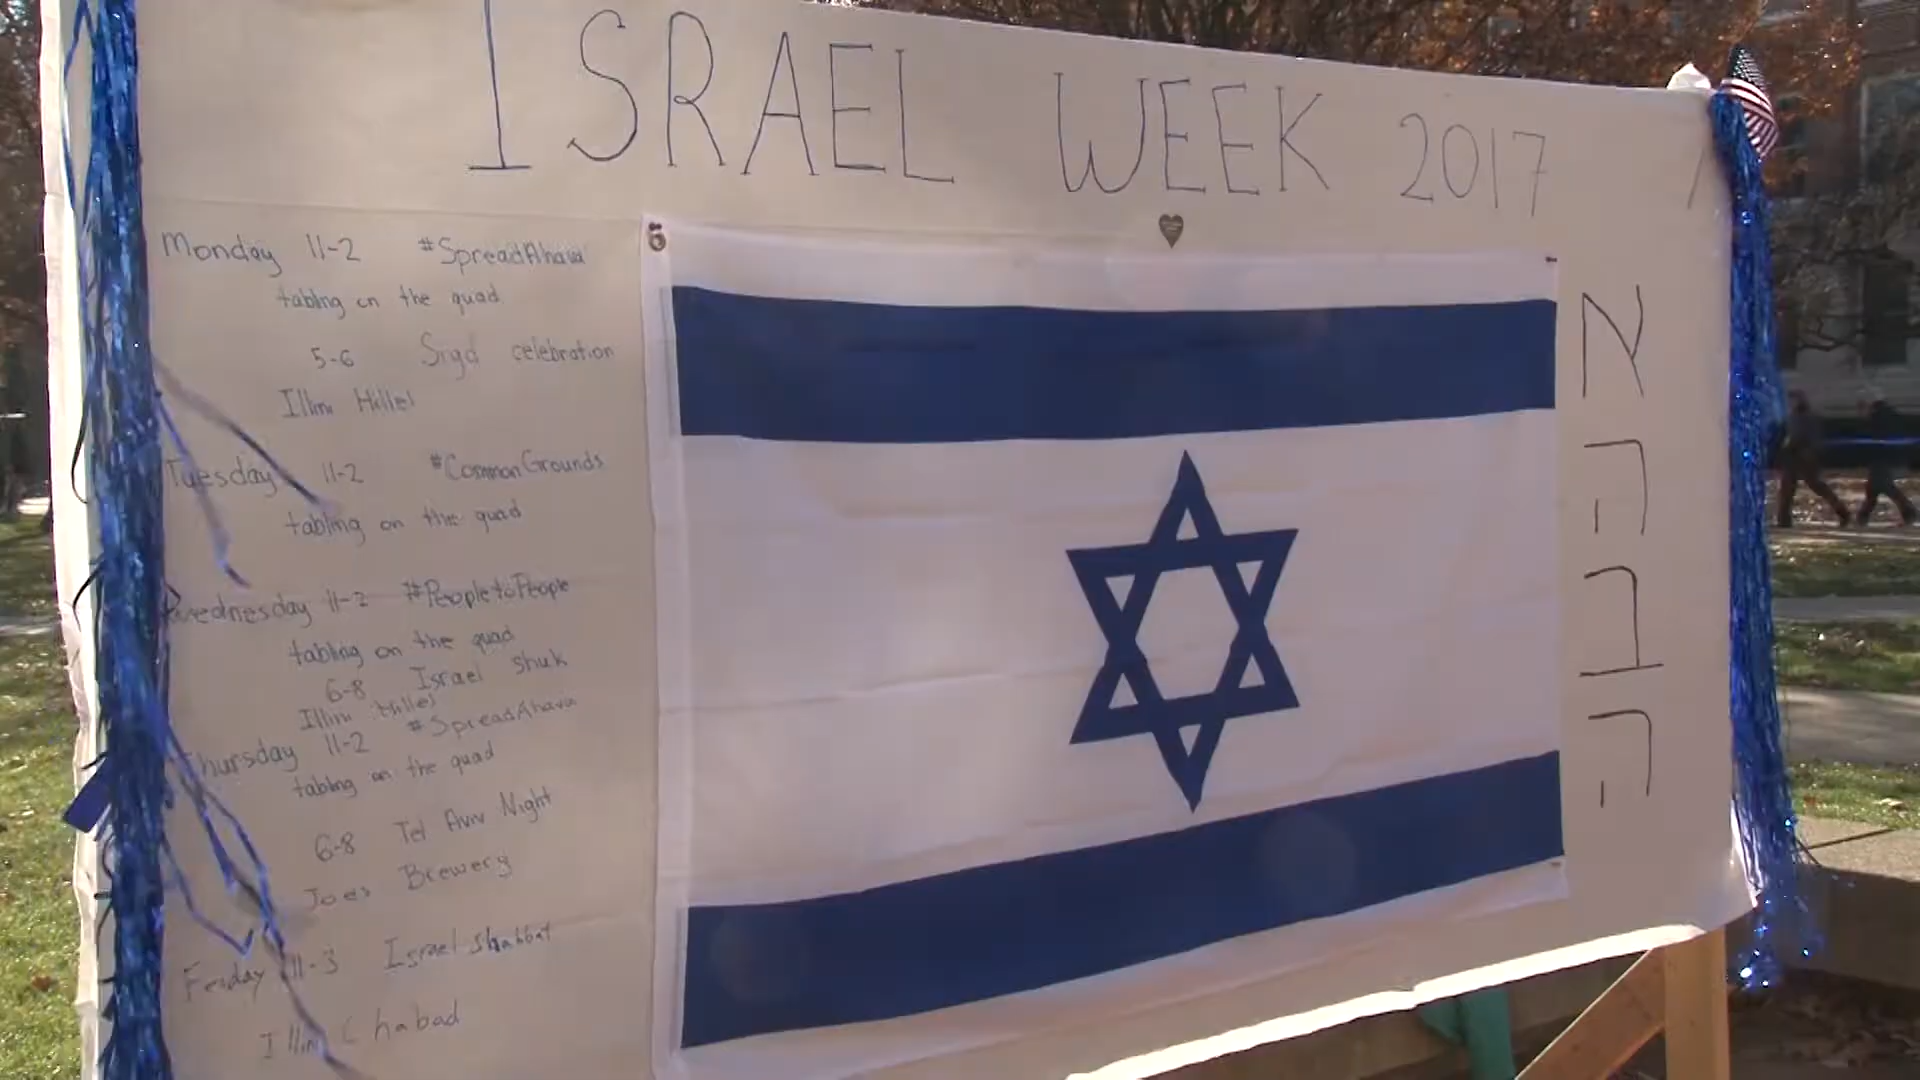 ISRAEL WEEK 2017
Monday 11-2 #SpreadAhava
tabling on the quad
5-6 Sigd celebration
Illini Hillel
Tuesday 11-2 #CommonGrounds
tabling on the quad
Wednesday 11-2 #PeopletoPeople
tabling on the quad
6-8 Israel shuk
Illini Hillel
Thursday 11-2 #SpreadAhava
tabling on the quad
6-8 Tel Aviv Night
Joes Brewery
Friday 11-3 Israel Shabbat
Illini Chabad
א
ה
ב
ה